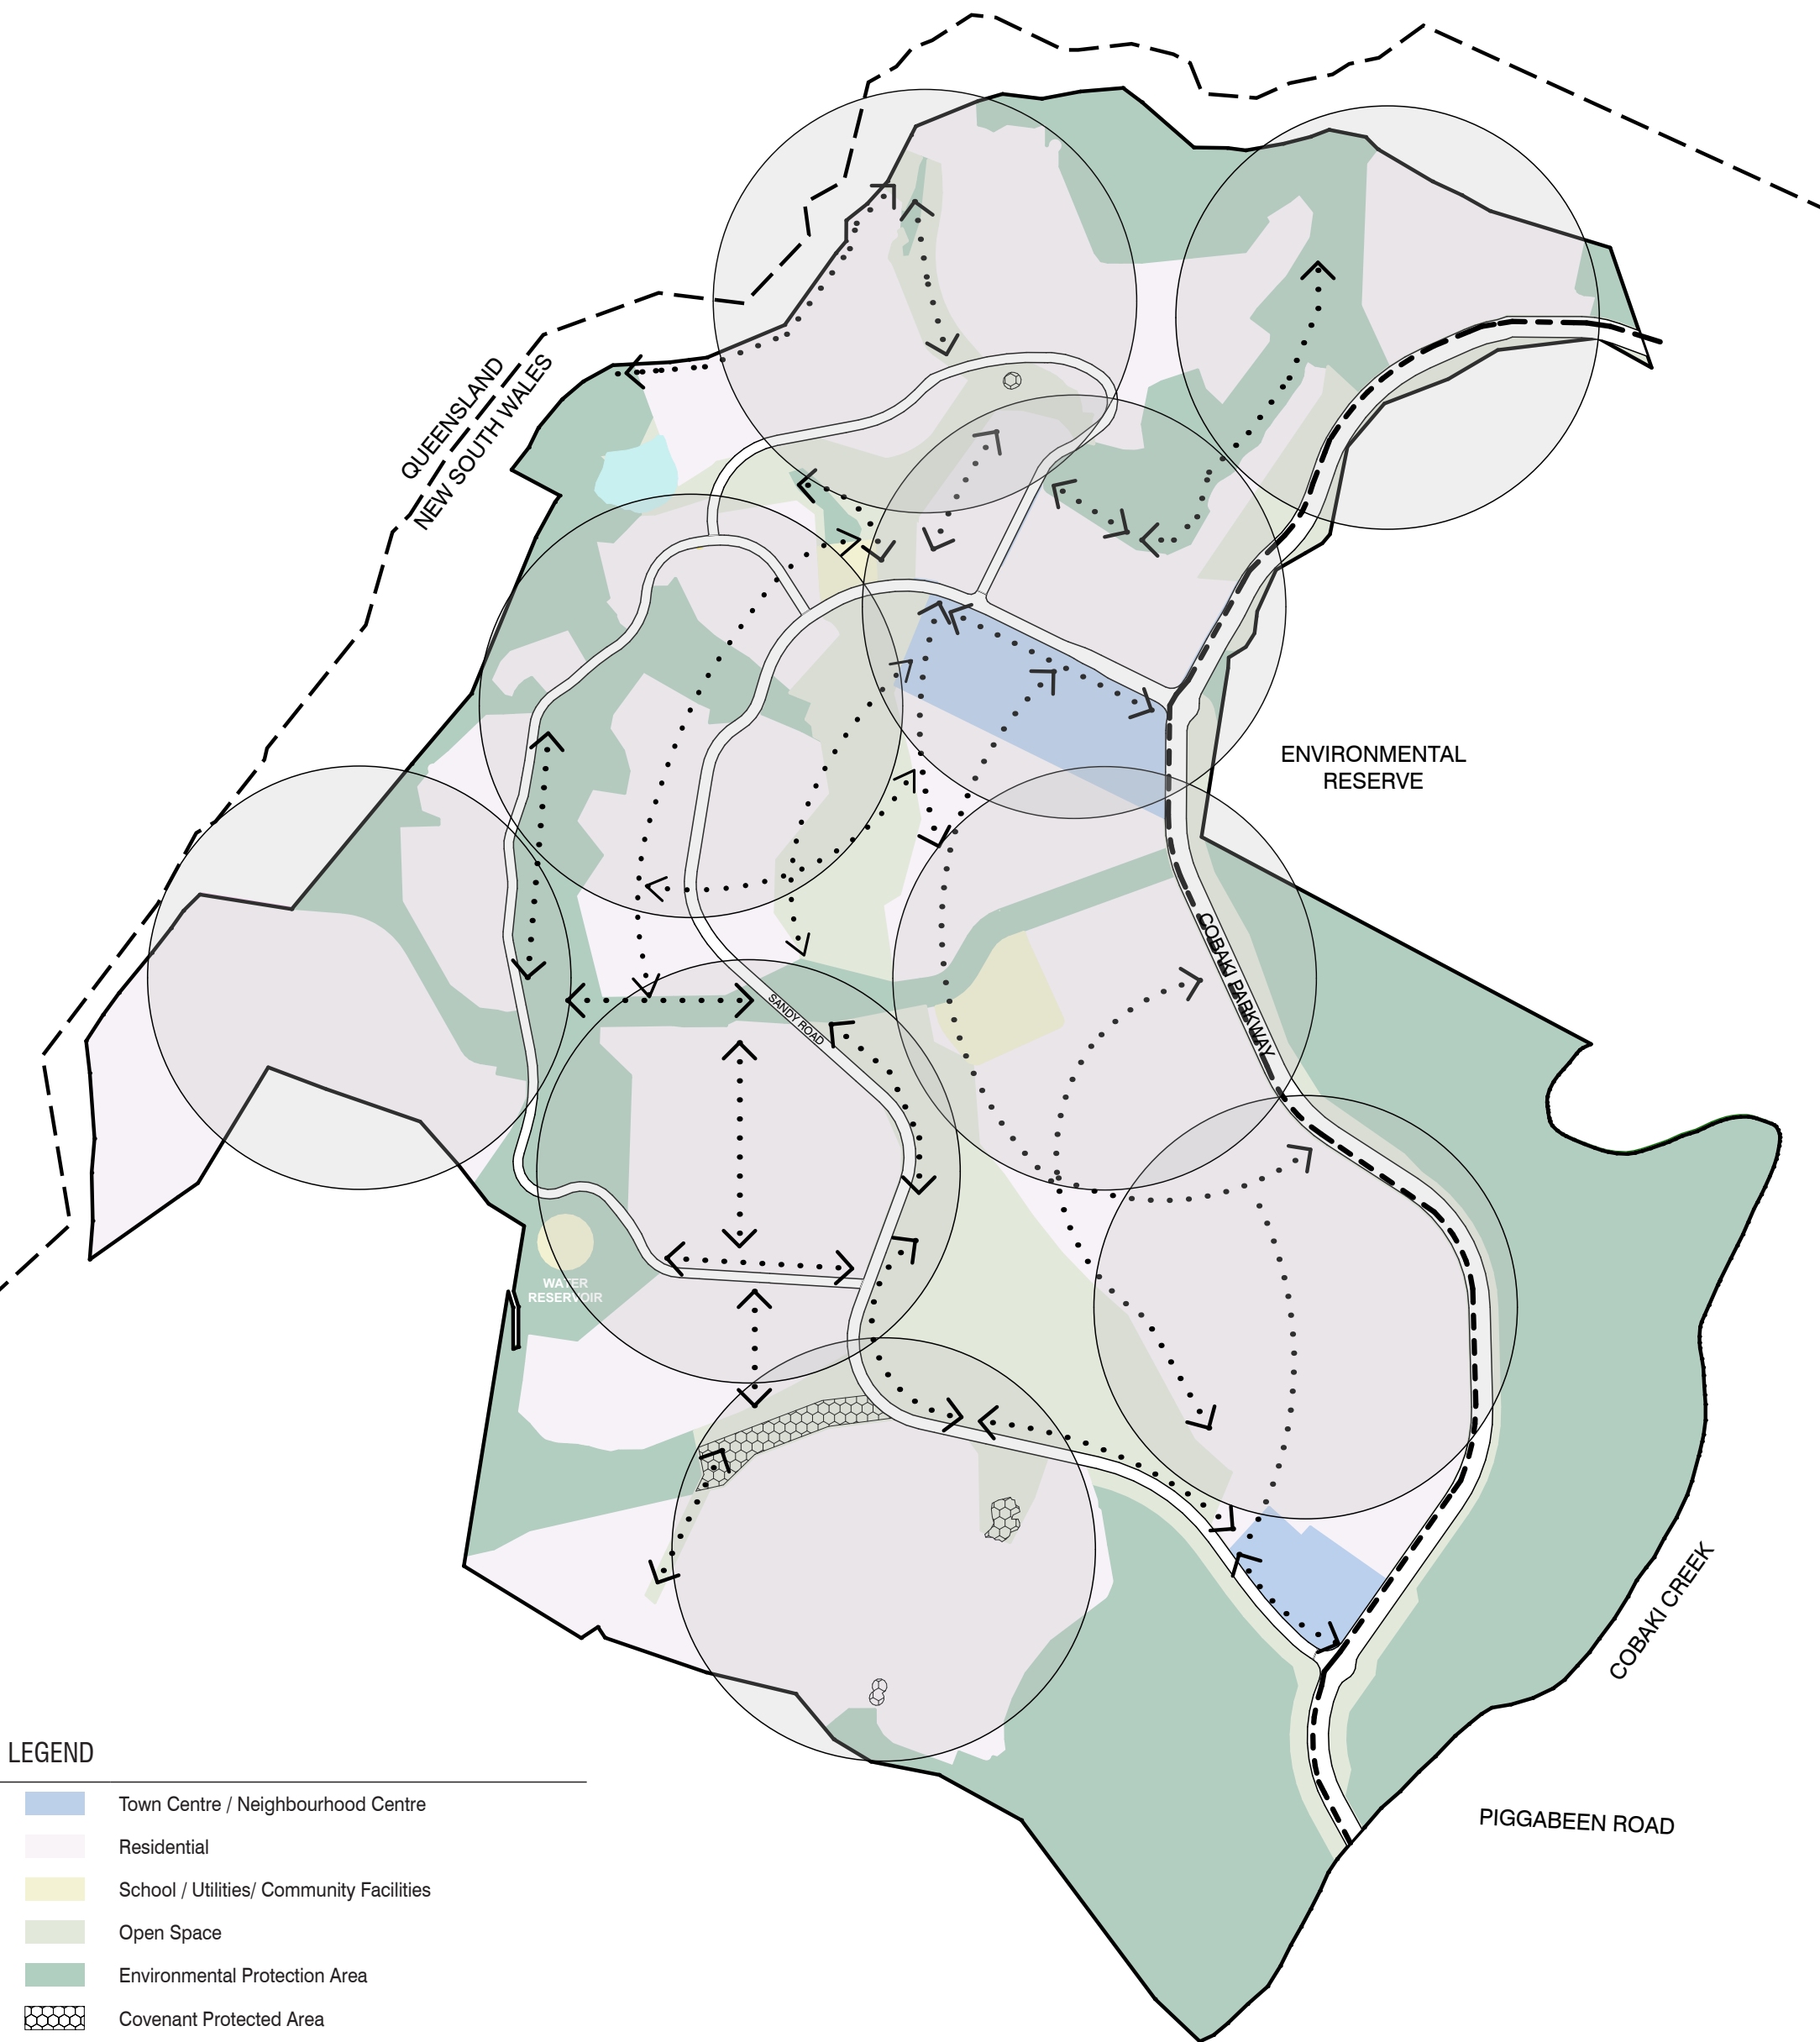 QUEENSLAND
NEW SOUTH WALES
ENVIRONMENTAL
RESERVE
COBAKI PARKWAY
SANDY ROAD
WATER
RESERVOIR
COBAKI CREEK
PIGGABEEN ROAD
LEGEND
Town Centre / Neighbourhood Centre
Residential
School / Utilities/ Community Facilities
Open Space
Environmental Protection Area
Covenant Protected Area